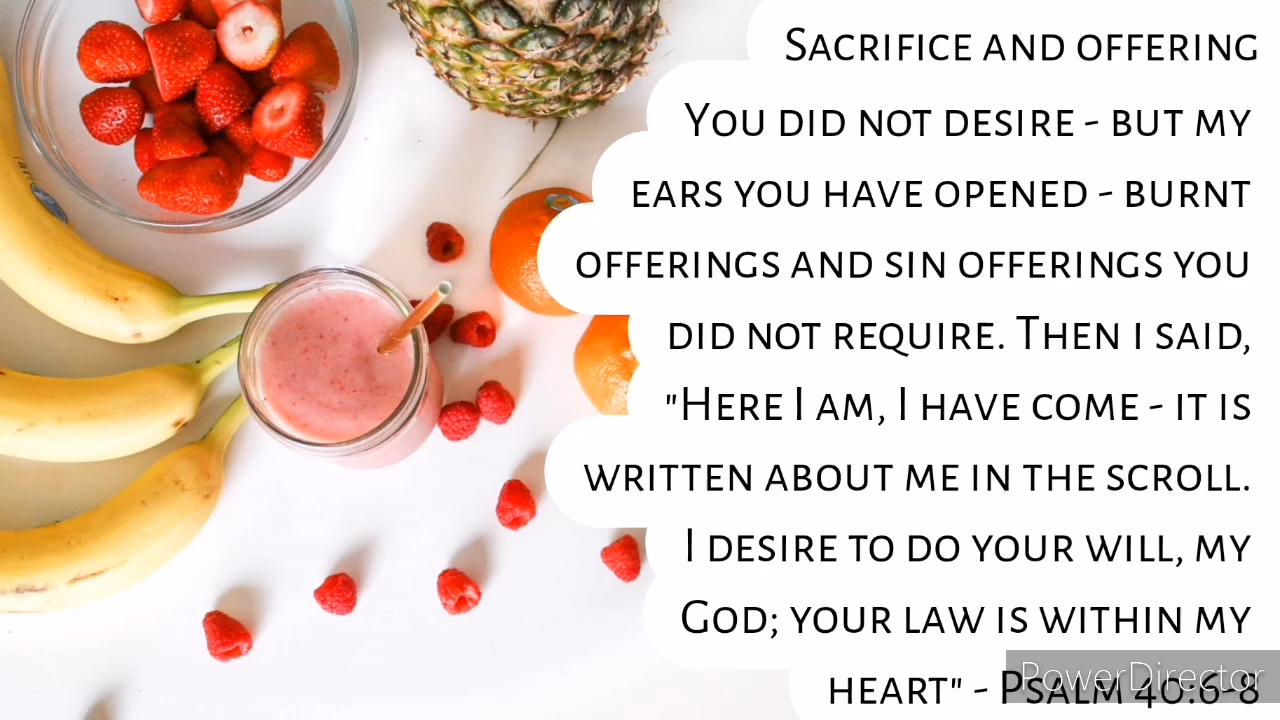 Sacrifice and offering
You did not desire - but my
ears you have opened - burnt
offerings and sin offerings you
did not require. Then i said,
"Here I am, I have come - it is
written about me in the scroll.
I desire to do your will, my
God; your law is within my
heart" - Psalm 40:6-8
PowerDirector